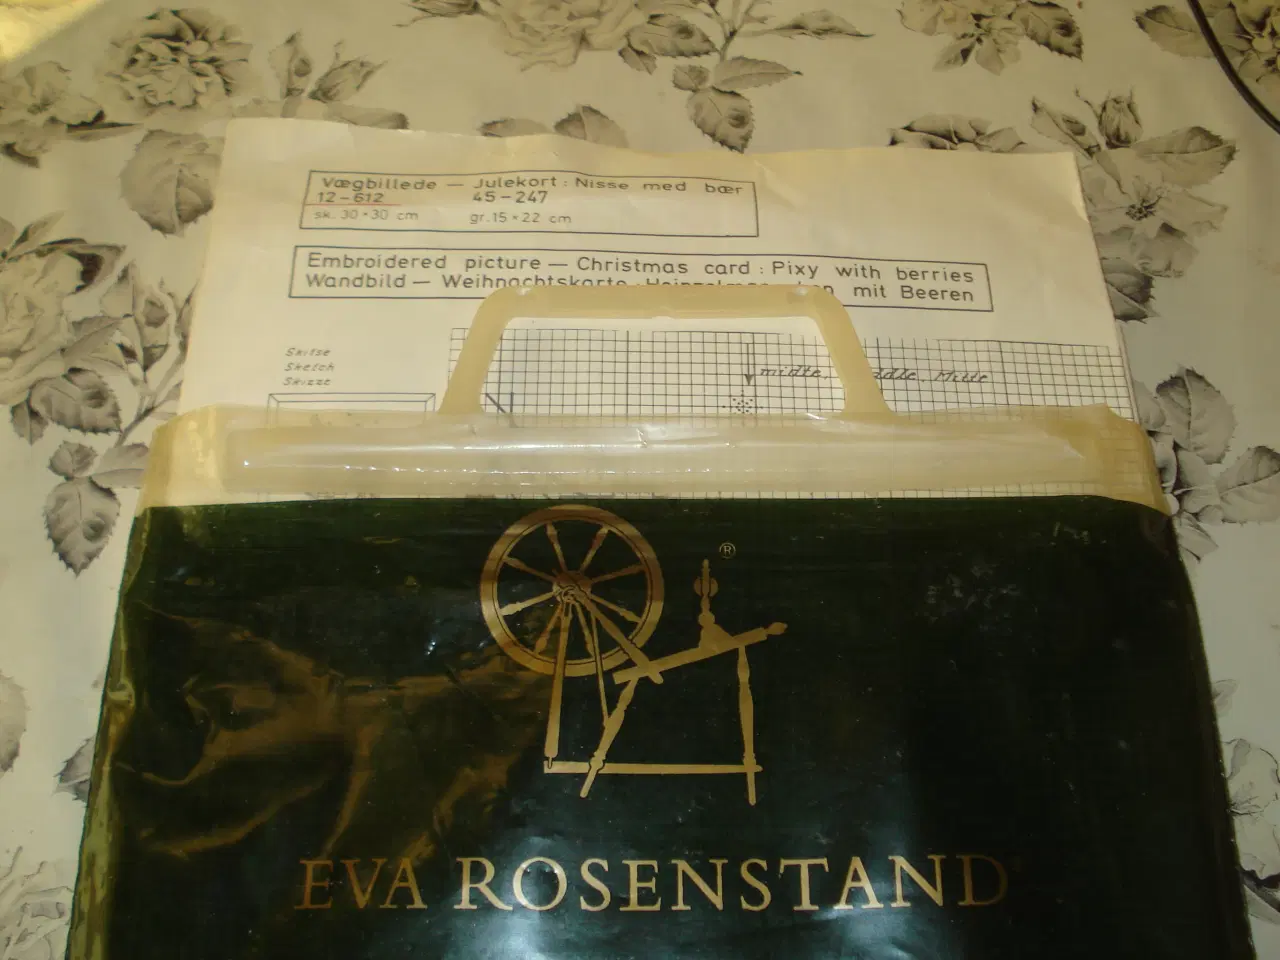 Vægbillede — Julekort : Nisse med bær
12-612 45-247
sk. 30×30 cm gr. 15×22 cm
Embroidered picture — Christmas card : Pixy with berries
Wandbild — Weihnachtskarte : mit Beeren
Skitse
Sketch
Skizze
midte, Mitte
®
EVA ROSENSTAND